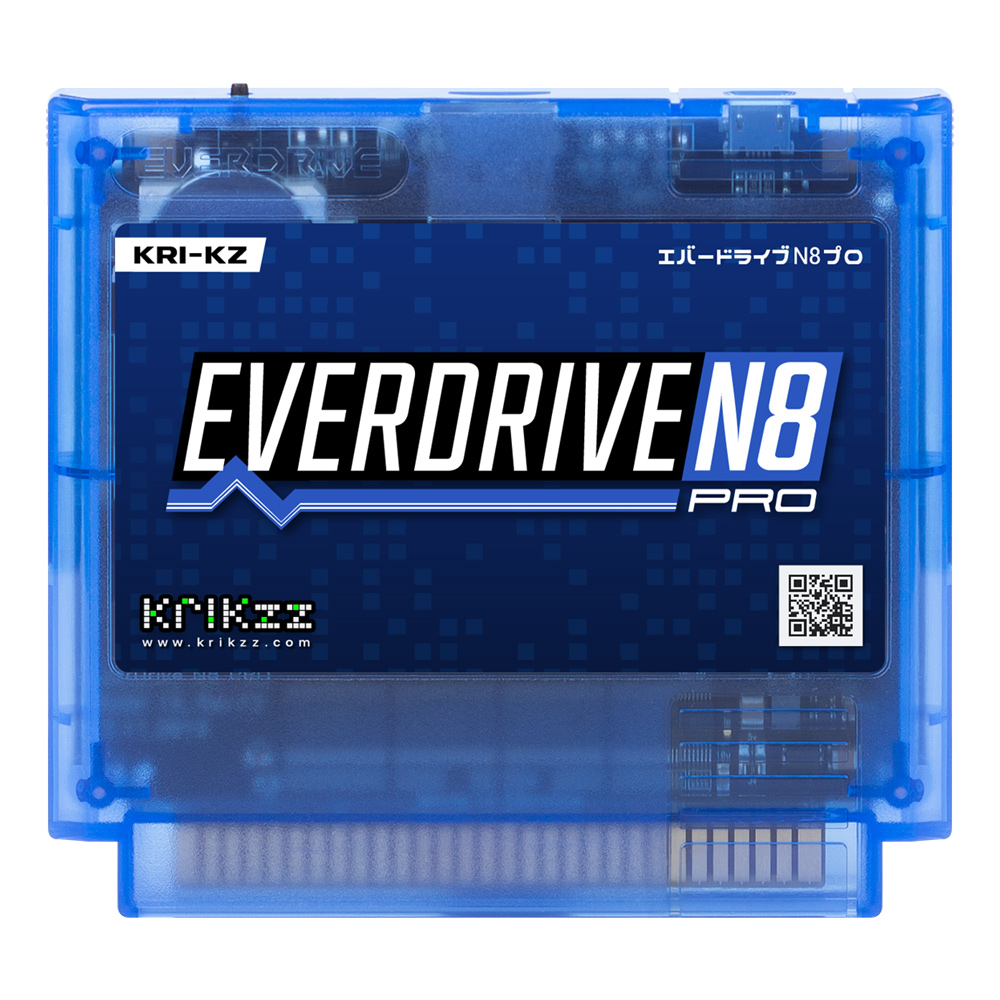 EVERDRIVE
KRI-KZ
エバードライブN8プロ
EVERDRIVE N8
PRO
KRIKZZ
www.krikzz.com